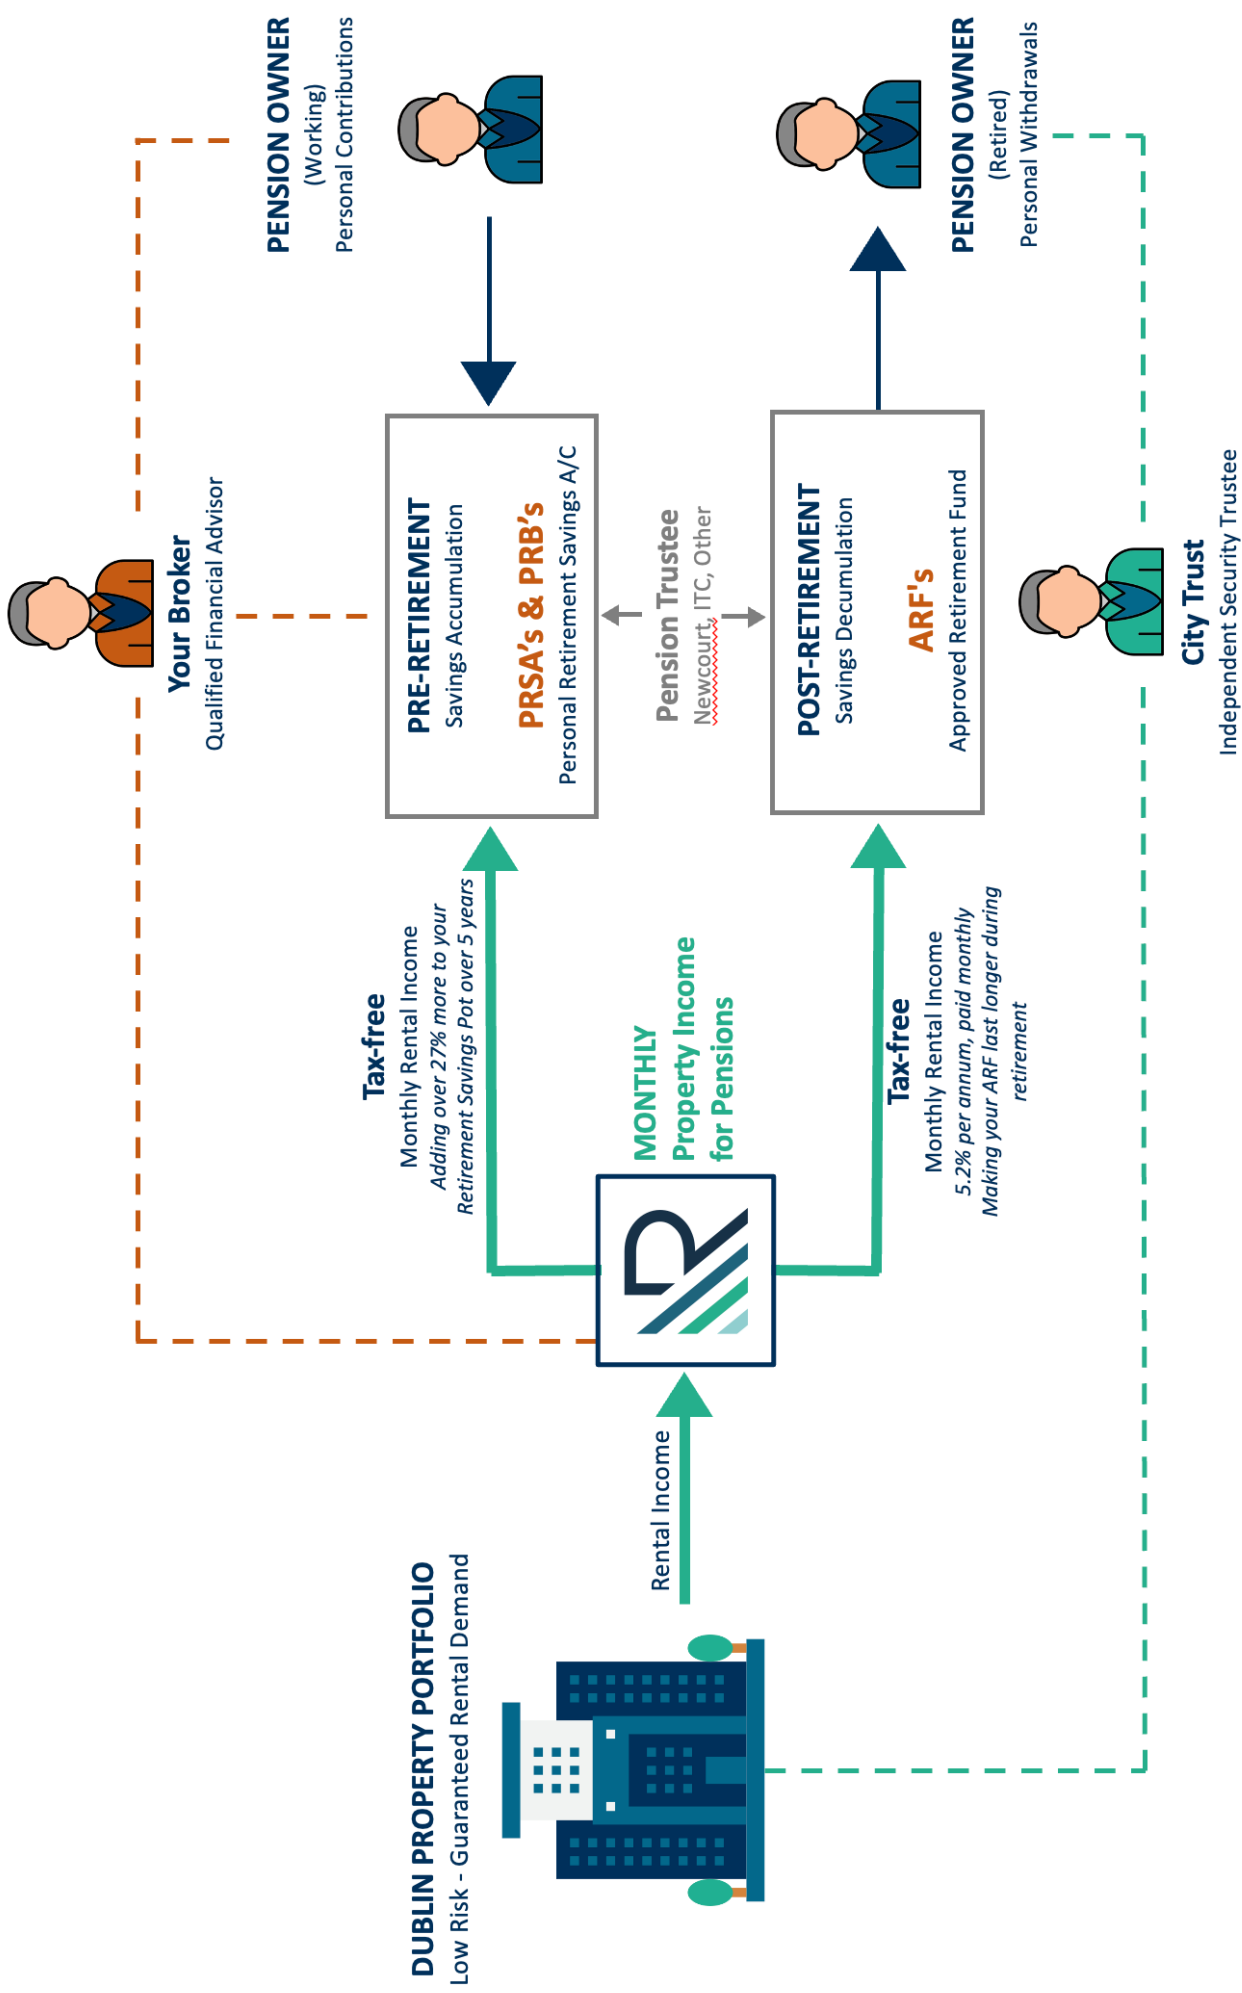 Your Broker
Qualified Financial Advisor
PENSION OWNER
(Working)
Personal Contributions
DUBLIN PROPERTY PORTFOLIO
Low Risk - Guaranteed Rental Demand
Tax-free
Monthly Rental Income
Adding over 27% more to your
Retirement Savings Pot over 5 years
PRE-RETIREMENT
Savings Accumulation
PRSA's & PRB's
Personal Retirement Savings A/C
Rental Income
R
MONTHLY
Property Income
for Pensions
Pension Trustee
Newcourt, ITC, Other
Tax-free
Monthly Rental Income
5.2% per annum, paid monthly
Making your ARF last longer during
retirement
POST-RETIREMENT
Savings Decumulation
ARF's
Approved Retirement Fund
PENSION OWNER
(Retired)
Personal Withdrawals
City Trust
Independent Security Trustee